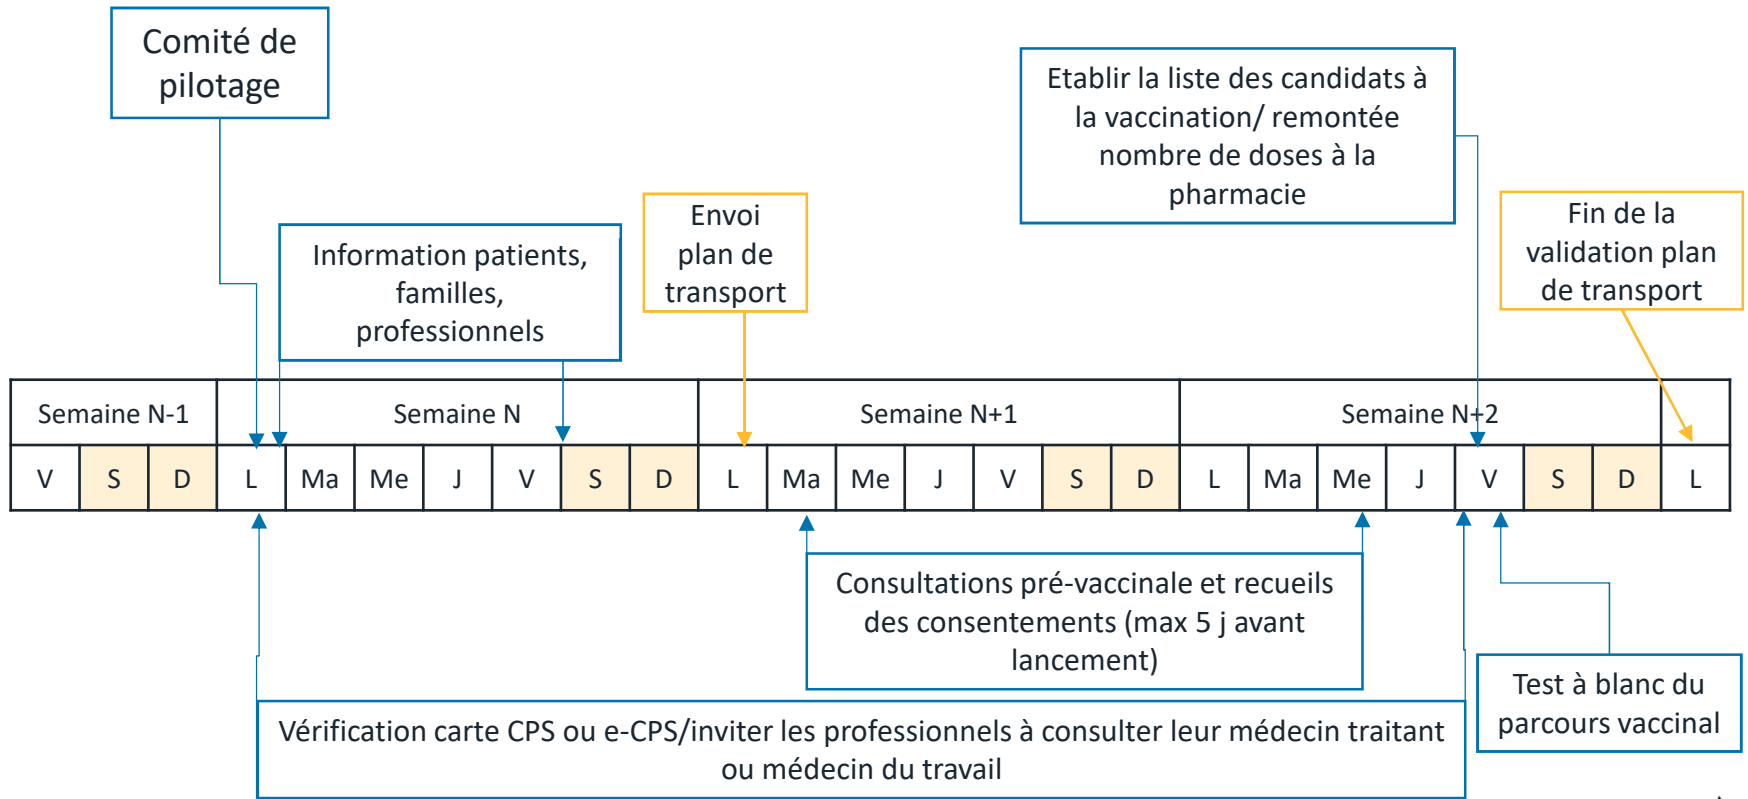 Comité de
pilotage
Etablir la liste des candidats à
la vaccination/ remontée
nombre de doses à la
pharmacie
Envoi
plan de
transport
Fin de la
validation plan
de transport
Information patients,
familles,
professionnels
Semaine N-1 Semaine N Semaine N+1 Semaine N+2
V S D L Ma Me J V S D L Ma Me J V S D L Ma Me J V S D L
Consultations pré-vaccinale et recueils
des consentements (max 5 j avant
lancement)
Test à blanc du
parcours vaccinal
Vérification carte CPS ou e-CPS/inviter les professionnels à consulter leur médecin traitant
ou médecin du travail